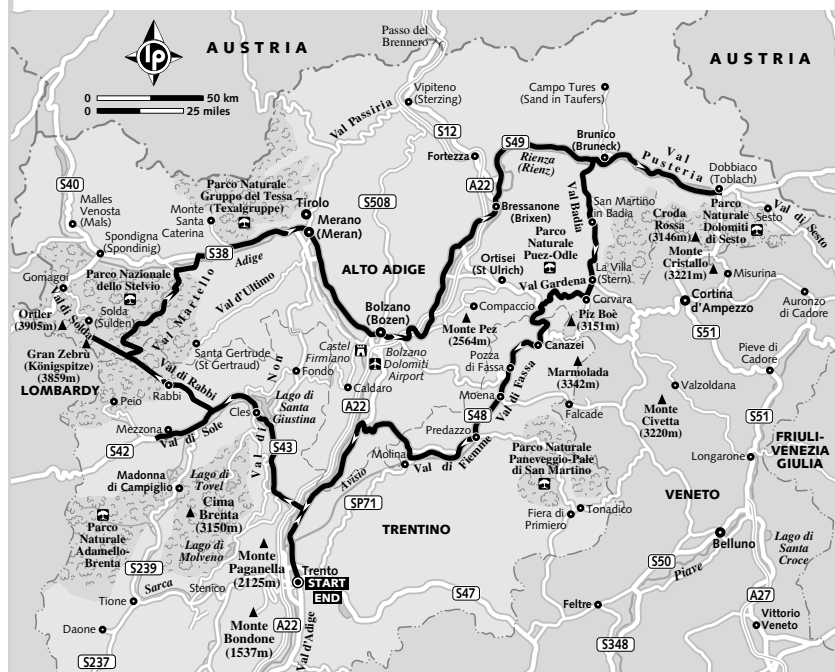 lp
AUSTRIA
Passo del
Brennero
AUSTRIA
0 50 km
0 25 miles
Vipiteno
(Sterzing)
Campo Tures
(Sand in Taufers)
Val Passiria
S12
S49
Brunico
(Bruneck)
Fortezza
Rienza
(Rienz)
Val
Pusteria
Dobbiaco
(Toblach)
S40
Malles
Venosta
(Mals)
Parco Naturale
Gruppo del Tessa
(Texalgruppe)
Monte
Santa
Caterina
Tirolo
Merano
(Meran)
S508
A22
Bressanone
(Brixen)
Val Badia
San Martino
in Badia
Parco
Naturale
Dolomiti
di Sesto
Sesto
Val di Sesto
Croda
Rossa
(3146m)
Monte
Cristallo
(3221m)
Misurina
Spondigna
(Spondinig)
S38
Adige
Gomagoi
Parco Nazionale
dello Stelvio
Val Martello
Val d'Ultimo
ALTO ADIGE
Ortisei
(St Ulrich)
Parco
Naturale
Puez-Odle
La Villa
(Stern)
Val Gardena
Corvara
Cortina
d'Ampezzo
Auronzo
di Cadore
Val di Solda
Solda
(Sulden)
Ortler
(3905m)
Gran Zebrù
(Königspitze)
(3859m)
Bolzano
(Bozen)
Compaccio
Monte Pez
(2564m)
Piz Boè
(3151m)
S51
Santa Gertrude
(St Gertraud)
Castel
Firmiano
Bolzano
Dolomiti
Airport
Canazei
Pozza
di Fassa
Val di Fassa
Marmolada
(3342m)
Pieve di
Cadore
LOMBARDY
Val di Rabbi
Rabbi
Peio
Non
Fondo
Caldaro
Lago di
Santa
Giustina
A22
Moena
Falcade
Valzoldana
Cles
Mezzona
Val di Sole
S42
Val di
S43
S48
Predazzo
Monte
Civetta
(3220m)
S51
Molina
Val di
Fiemme
Avisio
Parco Naturale
Paneveggio-Pale
di San Martino
Longarone
FRIULI-
VENEZIA
GIULIA
Madonna
di Campiglio
Lago di
Tovel
Cima
Brenta
(3150m)
Parco
Naturale
Adamello-
Brenta
Lago di
Molveno
SP71
TRENTINO
Fiera di
Primiero
Tonadico
VENETO
Belluno
Lago di
Santa
Croce
Monte
Paganella
(2125m)
Trento
START
END
S239
Sarca
Stenico
Tione
S50
Piave
S47
Feltre
A27
Daone
Monte
Bondone
(1537m)
A22
Val d'Adige
Vittorio
Veneto
S237
S348